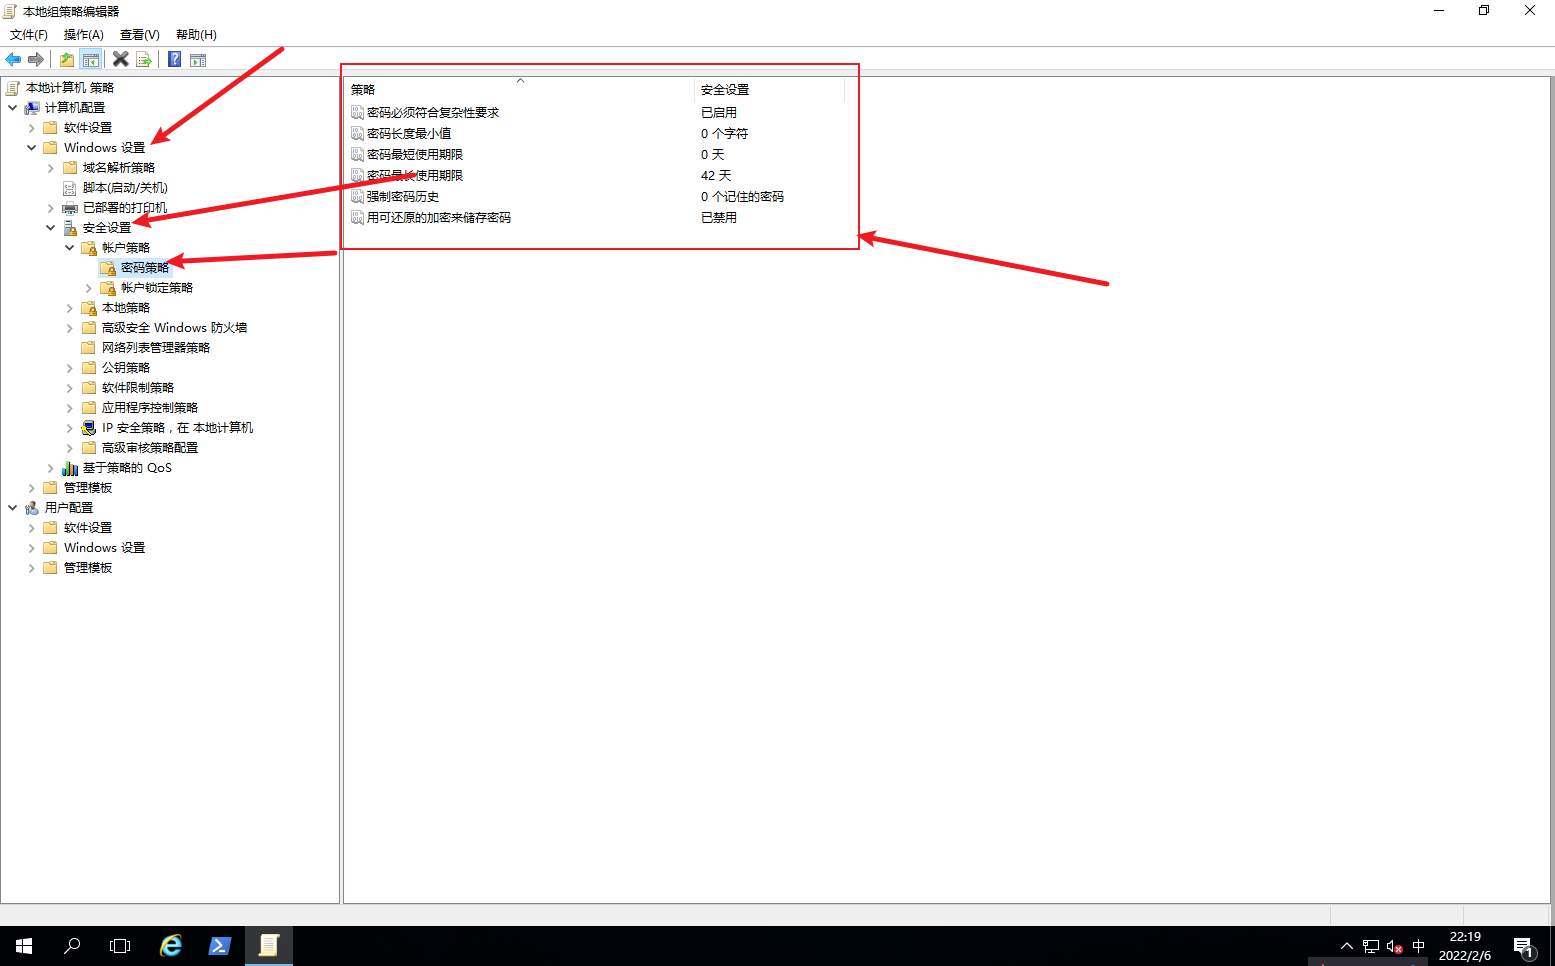 本地组策略编辑器
文件(F) 操作(A) 查看(V) 帮助(H)
本地计算机 策略
计算机配置
软件设置
Windows 设置
域名解析策略
脚本(启动/关机)
已部署的打印机
安全设置
帐户策略
密码策略
帐户锁定策略
本地策略
高级安全 Windows 防火墙
网络列表管理器策略
公钥策略
软件限制策略
应用程序控制策略
IP 安全策略，在 本地计算机
高级审核策略配置
基于策略的 QoS
管理模板
用户配置
软件设置
Windows 设置
管理模板
策略 安全设置
密码必须符合复杂性要求 已启用
密码长度最小值 0 个字符
密码最短使用期限 0 天
密码最长使用期限 42 天
强制密码历史 0 个记住的密码
用可还原的加密来储存密码 已禁用
中
22:19
2022/2/6
1